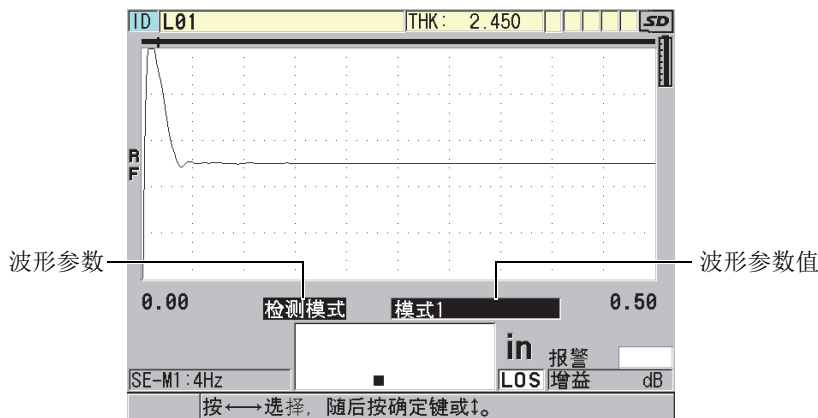 ID L01 THK: 2.450 SD
RF
波形参数
波形参数值
0.00 检测模式 模式1 0.50
in 报警
SE-M1:4Hz LOS 增益 dB
按←→选择, 随后按确定键或↕。